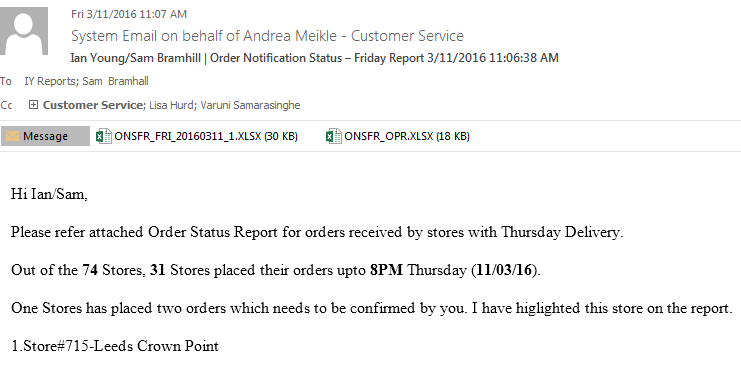 Fri 3/11/2016 11:07 AM
System Email on behalf of Andrea Meikle - Customer Service
Ian Young/Sam Bramhill | Order Notification Status – Friday Report 3/11/2016 11:06:38 AM
To IY Reports; Sam Bramhall
Cc Customer Service; Lisa Hurd; Varuni Samarasinghe
Message ONSFR_FRI_20160311_1.XLSX (30 KB) ONSFR_OPR.XLSX (18 KB)
Hi Ian/Sam,
Please refer attached Order Status Report for orders received by stores with Thursday Delivery.
Out of the 74 Stores, 31 Stores placed their orders upto 8PM Thursday (11/03/16).
One Stores has placed two orders which needs to be confirmed by you. I have higlighted this store on the report.
1.Store#715-Leeds Crown Point